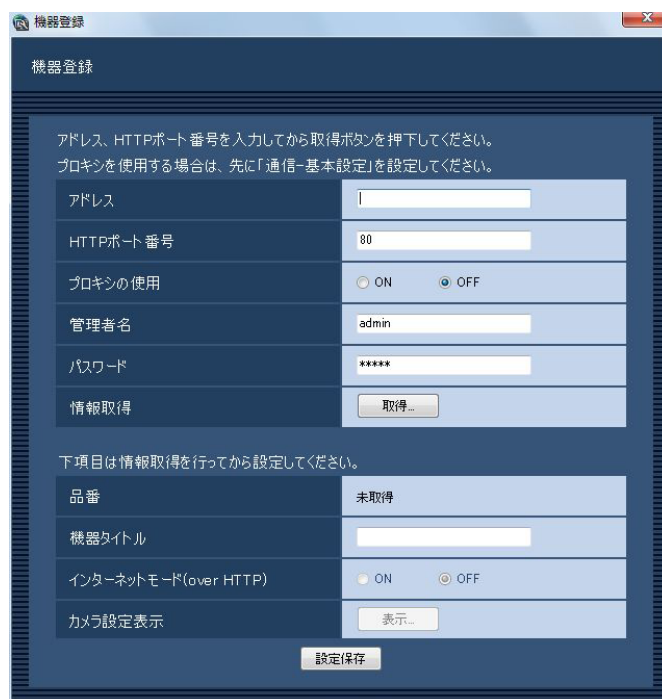 機器登録
機器登録
アドレス、HTTPポート番号を入力してから取得ボタンを押下してください。
プロキシを使用する場合は、先に「通信-基本設定」を設定してください。
アドレス
HTTPポート番号 80
プロキシの使用 ON OFF
管理者名 admin
パスワード *****
情報取得 取得...
下項目は情報取得を行ってから設定してください。
品番 未取得
機器タイトル
インターネットモード(over HTTP) ON OFF
カメラ設定表示 表示...
設定保存